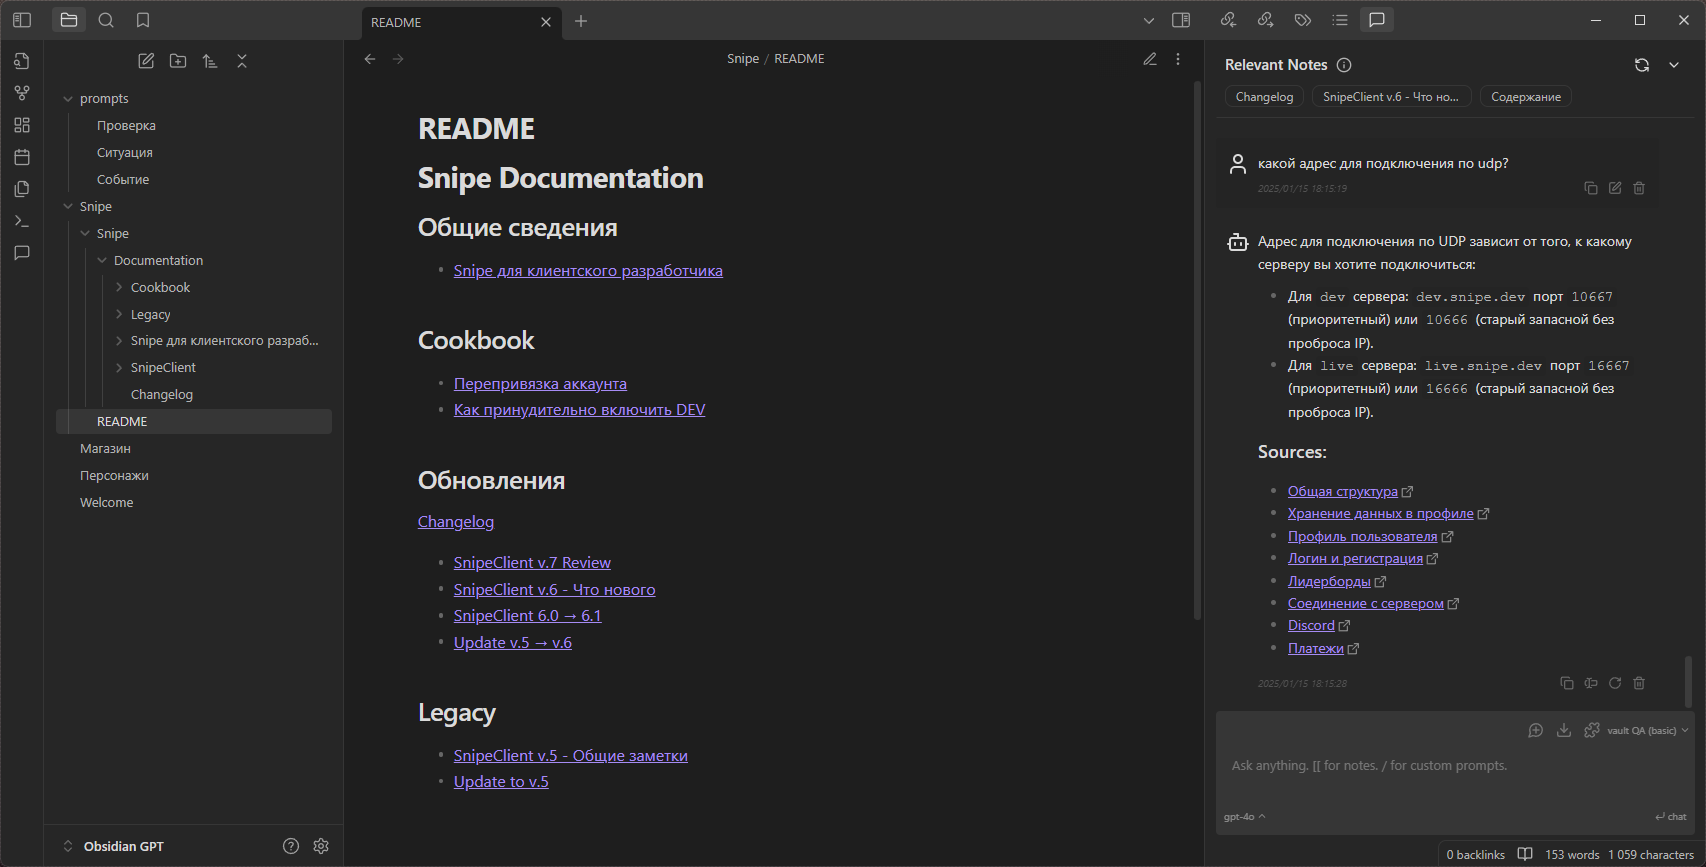 README
Snipe / README
prompts
Проверка
Ситуация
Событие
Snipe
Snipe
Documentation
Cookbook
Legacy
Snipe для клиентского разраб...
SnipeClient
Changelog
README
Магазин
Персонажи
Welcome
Obsidian GPT
README
Snipe Documentation
Общие сведения
Snipe для клиентского разработчика
Cookbook
Перепривязка аккаунта
Как принудительно включить DEV
Обновления
Changelog
SnipeClient v.7 Review
SnipeClient v.6 - Что нового
SnipeClient 6.0 → 6.1
Update v.5 → v.6
Legacy
SnipeClient v.5 - Общие заметки
Update to v.5
Relevant Notes
Changelog
SnipeClient v.6 - Что но...
Содержание
какой адрес для подключения по udp?
2025/01/15 18:15:19
Адрес для подключения по UDP зависит от того, к какому
серверу вы хотите подключиться:
Для dev сервера: dev.snipe.dev порт 10667
(приоритетный) или 10666 (старый запасной без
проброса IP).
Для live сервера: live.snipe.dev порт 16667
(приоритетный) или 16666 (старый запасной без
проброса IP).
Sources:
Общая структура
Хранение данных в профиле
Профиль пользователя
Логин и регистрация
Лидерборды
Соединение с сервером
Discord
Платежи
2025/01/15 18:15:28
vault QA (basic)
Ask anything. [[ for notes. / for custom prompts.
gpt-4o
chat
0 backlinks
153 words
1 059 characters